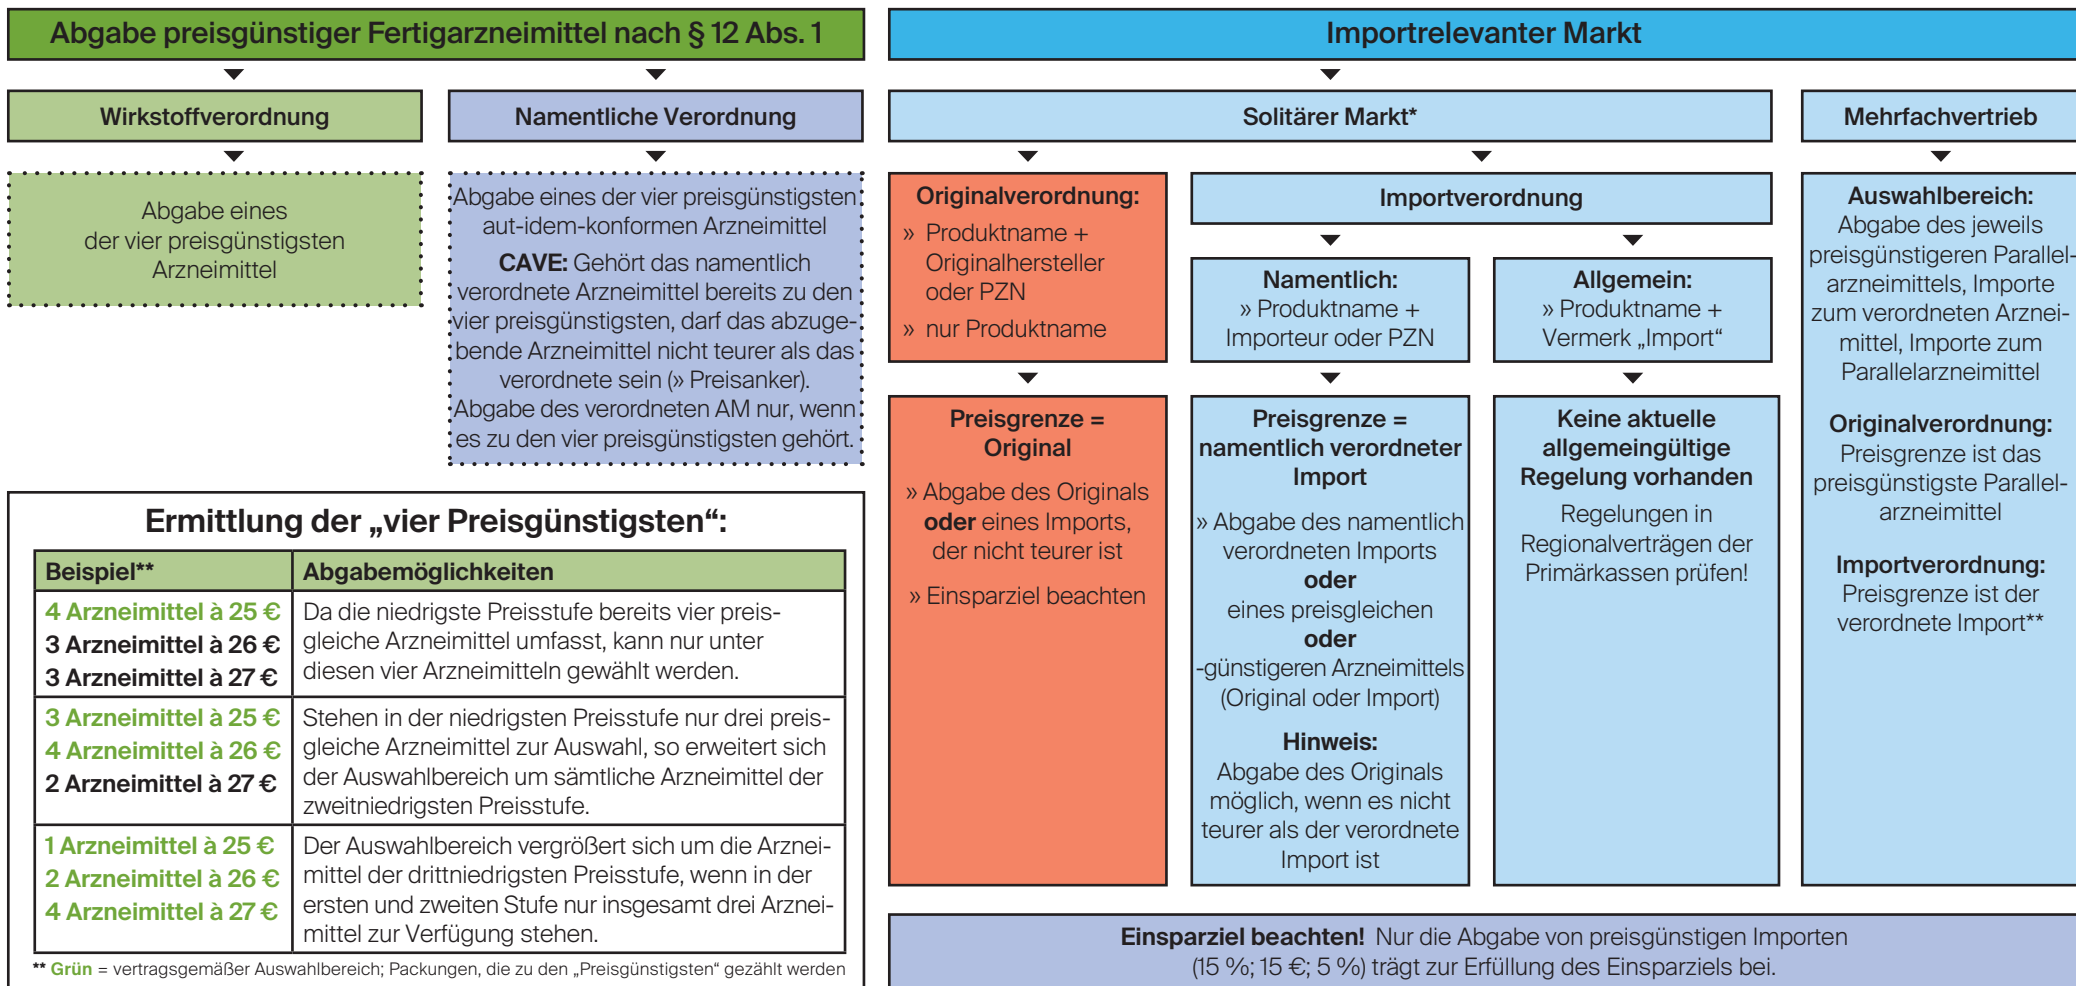 Abgabe preisgünstiger Fertigarzneimittel nach § 12 Abs. 1
Wirkstoffverordnung
Abgabe eines
der vier preisgünstigsten
Arzneimittel
Namentliche Verordnung
Abgabe eines der vier preisgünstigsten
aut-idem-konformen Arzneimittel
CAVE: Gehört das namentlich
verordnete Arzneimittel bereits zu den
vier preisgünstigsten, darf das abzuge-
bende Arzneimittel nicht teurer als das
verordnete sein (» Preisanker).
Abgabe des verordneten AM nur, wenn
es zu den vier preisgünstigsten gehört.
Ermittlung der „vier Preisgünstigsten“:
Beispiel** Abgabemöglichkeiten
4 Arzneimittel à 25 €
3 Arzneimittel à 26 €
3 Arzneimittel à 27 €
Da die niedrigste Preisstufe bereits vier preis-
gleiche Arzneimittel umfasst, kann nur unter
diesen vier Arzneimitteln gewählt werden.
3 Arzneimittel à 25 €
4 Arzneimittel à 26 €
2 Arzneimittel à 27 €
Stehen in der niedrigsten Preisstufe nur drei preis-
gleiche Arzneimittel zur Auswahl, so erweitert sich
der Auswahlbereich um sämtliche Arzneimittel der
zweitniedrigsten Preisstufe.
1 Arzneimittel à 25 €
2 Arzneimittel à 26 €
4 Arzneimittel à 27 €
Der Auswahlbereich vergrößert sich um die Arznei-
mittel der drittniedrigsten Preisstufe, wenn in der
ersten und zweiten Stufe nur insgesamt drei Arznei-
mittel zur Verfügung stehen.
** Grün = vertragsgemäßer Auswahlbereich; Packungen, die zu den „Preisgünstigsten“ gezählt werden
Importrelevanter Markt
Solitärer Markt*
Originalverordnung:
» Produktname +
Originalhersteller
oder PZN
» nur Produktname
Preisgrenze =
Original
» Abgabe des Originals
oder eines Imports,
der nicht teurer ist
» Einsparziel beachten
Importverordnung
Namentlich:
» Produktname +
Importeur oder PZN
Preisgrenze =
namentlich verordneter
Import
» Abgabe des namentlich
verordneten Imports
oder
eines preisgleichen
oder
-günstigeren Arzneimittels
(Original oder Import)
Hinweis:
Abgabe des Originals
möglich, wenn es nicht
teurer als der verordnete
Import ist
Allgemein:
» Produktname +
Vermerk „Import“
Keine aktuelle
allgemeingültige
Regelung vorhanden
Regelungen in
Regionalverträgen der
Primärkassen prüfen!
Mehrfachvertrieb
Auswahlbereich:
Abgabe des jeweils
preisgünstigeren Parallel-
arzneimittels, Importe
zum verordneten Arznei-
mittel, Importe zum
Parallelarzneimittel
Originalverordnung:
Preisgrenze ist das
preisgünstigste Parallel-
arzneimittel
Importverordnung:
Preisgrenze ist der
verordnete Import**
Einsparziel beachten! Nur die Abgabe von preisgünstigen Importen
(15 %; 15 €; 5 %) trägt zur Erfüllung des Einsparziels bei.